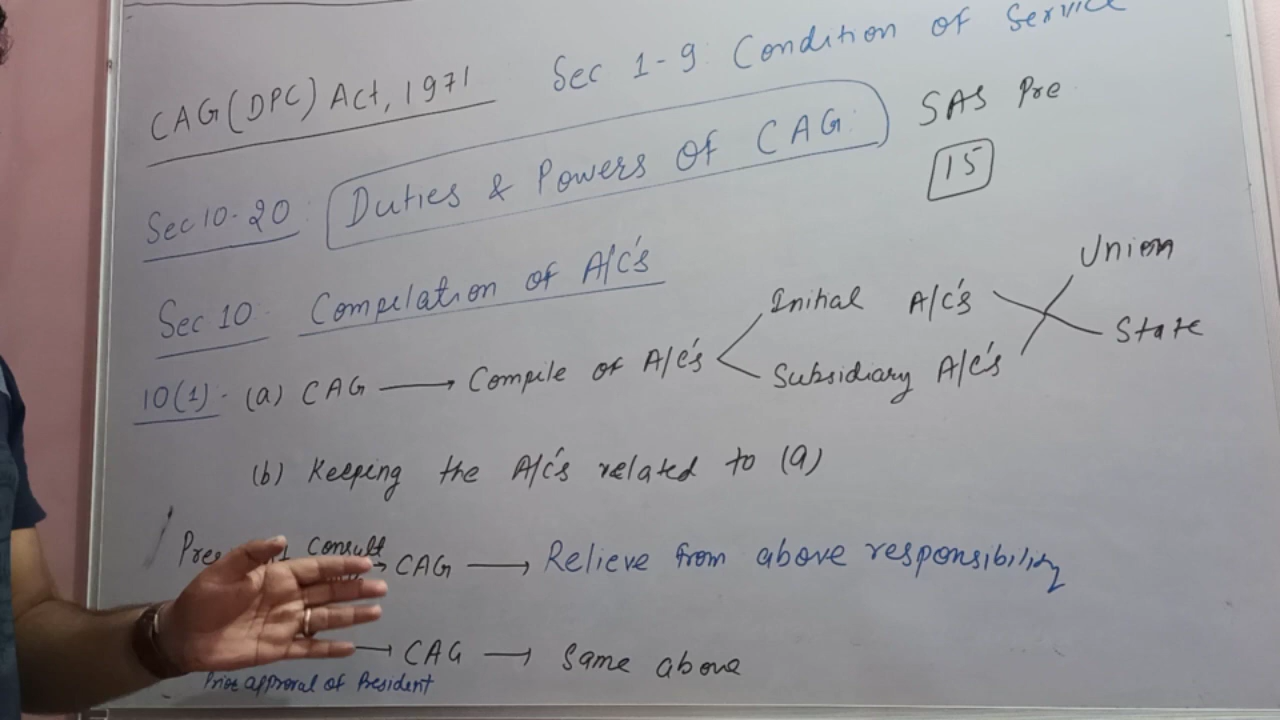 CAG(DPC) Act, 1971
Sec 1-9: Condition of Service
Sec 10-20: Duties & Powers Of CAG:
SAS Pre
15
Sec 10: Compilation of A/c's
10(1). (a) CAG → Compile of A/c's
Initial A/c's
Subsidiary A/c's
Union
State
(b) Keeping the A/c's related to (a)
Consult → CAG → Relieve from above responsibility
→ CAG → Same above
Prior approval of President